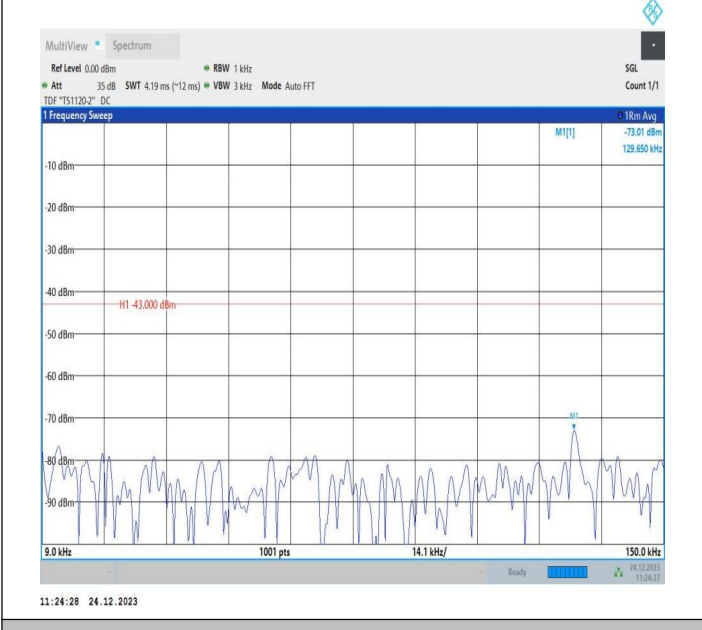 MultiView Spectrum
Ref Level 0.00 dBm RBW 1 kHz SGL
Att 35 dB SWT 4.19 ms (~12 ms) VBW 3 kHz Mode Auto FFT Count 1/1
TDF "TS1120-2" DC
1 Frequency Sweep 1Rm Avg
M1[1] -73.01 dBm
129.650 kHz
-10 dBm
-20 dBm
-30 dBm
-40 dBm
H1 -43.000 dBm
-50 dBm
-60 dBm
-70 dBm
M1
-80 dBm
-90 dBm
9.0 kHz 1001 pts 14.1 kHz/ 150.0 kHz
Ready 24.12.2023
11:24:27
11:24:28 24.12.2023